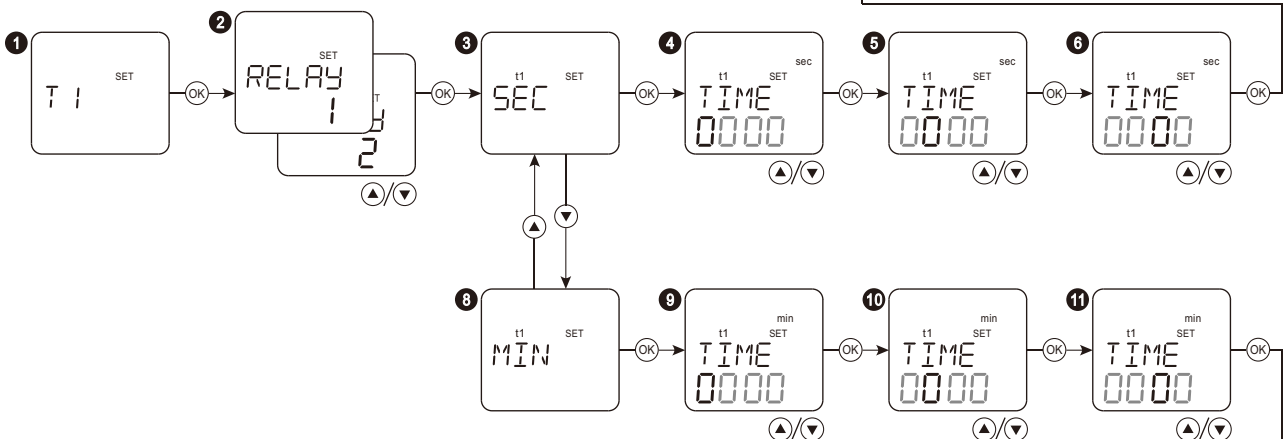 1
SET
T1
OK
2
SET
RELAY
1
T
Y
2
OK
3
t1 SET
SEC
OK
4
sec
t1 SET
TIME
0000
OK
5
sec
t1 SET
TIME
0000
OK
6
sec
t1 SET
TIME
0000
OK
8
t1 SET
MIN
OK
9
min
t1 SET
TIME
0000
OK
10
min
t1 SET
TIME
0000
OK
11
min
t1 SET
TIME
0000
OK